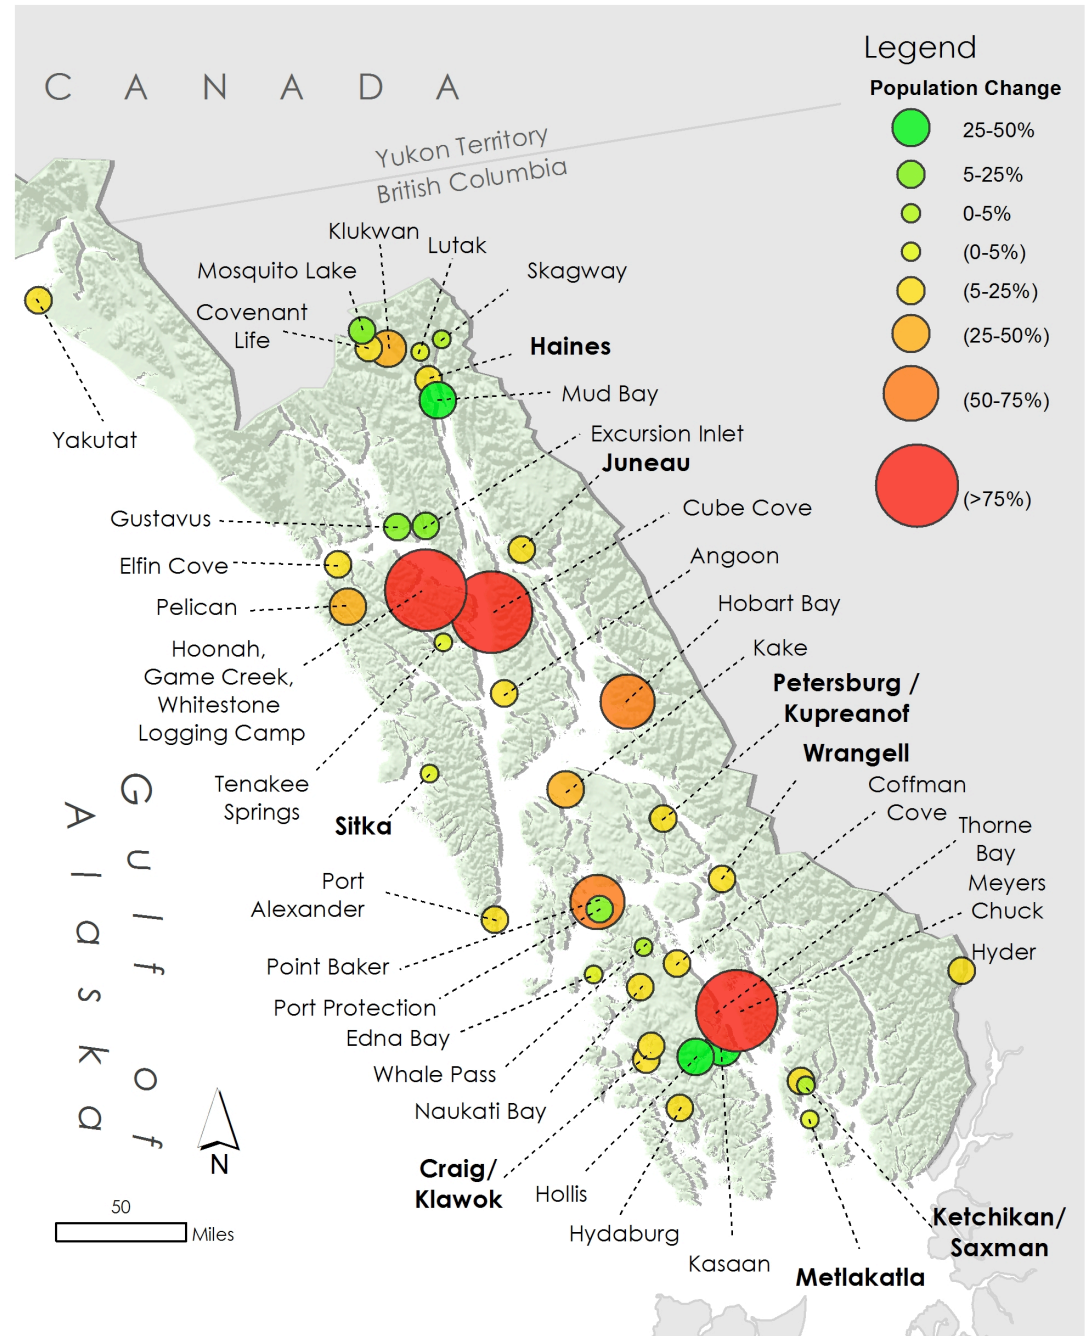 Legend
Population Change
25-50%
5-25%
0-5%
(0-5%)
(5-25%)
(25-50%)
(50-75%)
(>75%)
CANADA
Yukon Territory
British Columbia
Klukwan
Lutak
Mosquito Lake
Skagway
Covenant
Life
Haines
Mud Bay
Yakutat
Excursion Inlet
Juneau
Cube Cove
Gustavus
Angoon
Elfin Cove
Hobart Bay
Pelican
Kake
Hoonah,
Game Creek,
Whitestone
Logging Camp
Petersburg /
Kupreanof
Wrangell
Tenakee
Springs
Coffman
Cove
Sitka
Thorne
Bay
Gulf of
Alaska
Port
Alexander
Meyers
Chuck
Hyder
Point Baker
Port Protection
Edna Bay
Whale Pass
Naukati Bay
Craig/
Klawok
Hollis
Hydaburg
Kasaan
Ketchikan/
Saxman
Metlakatla
N
50
Miles